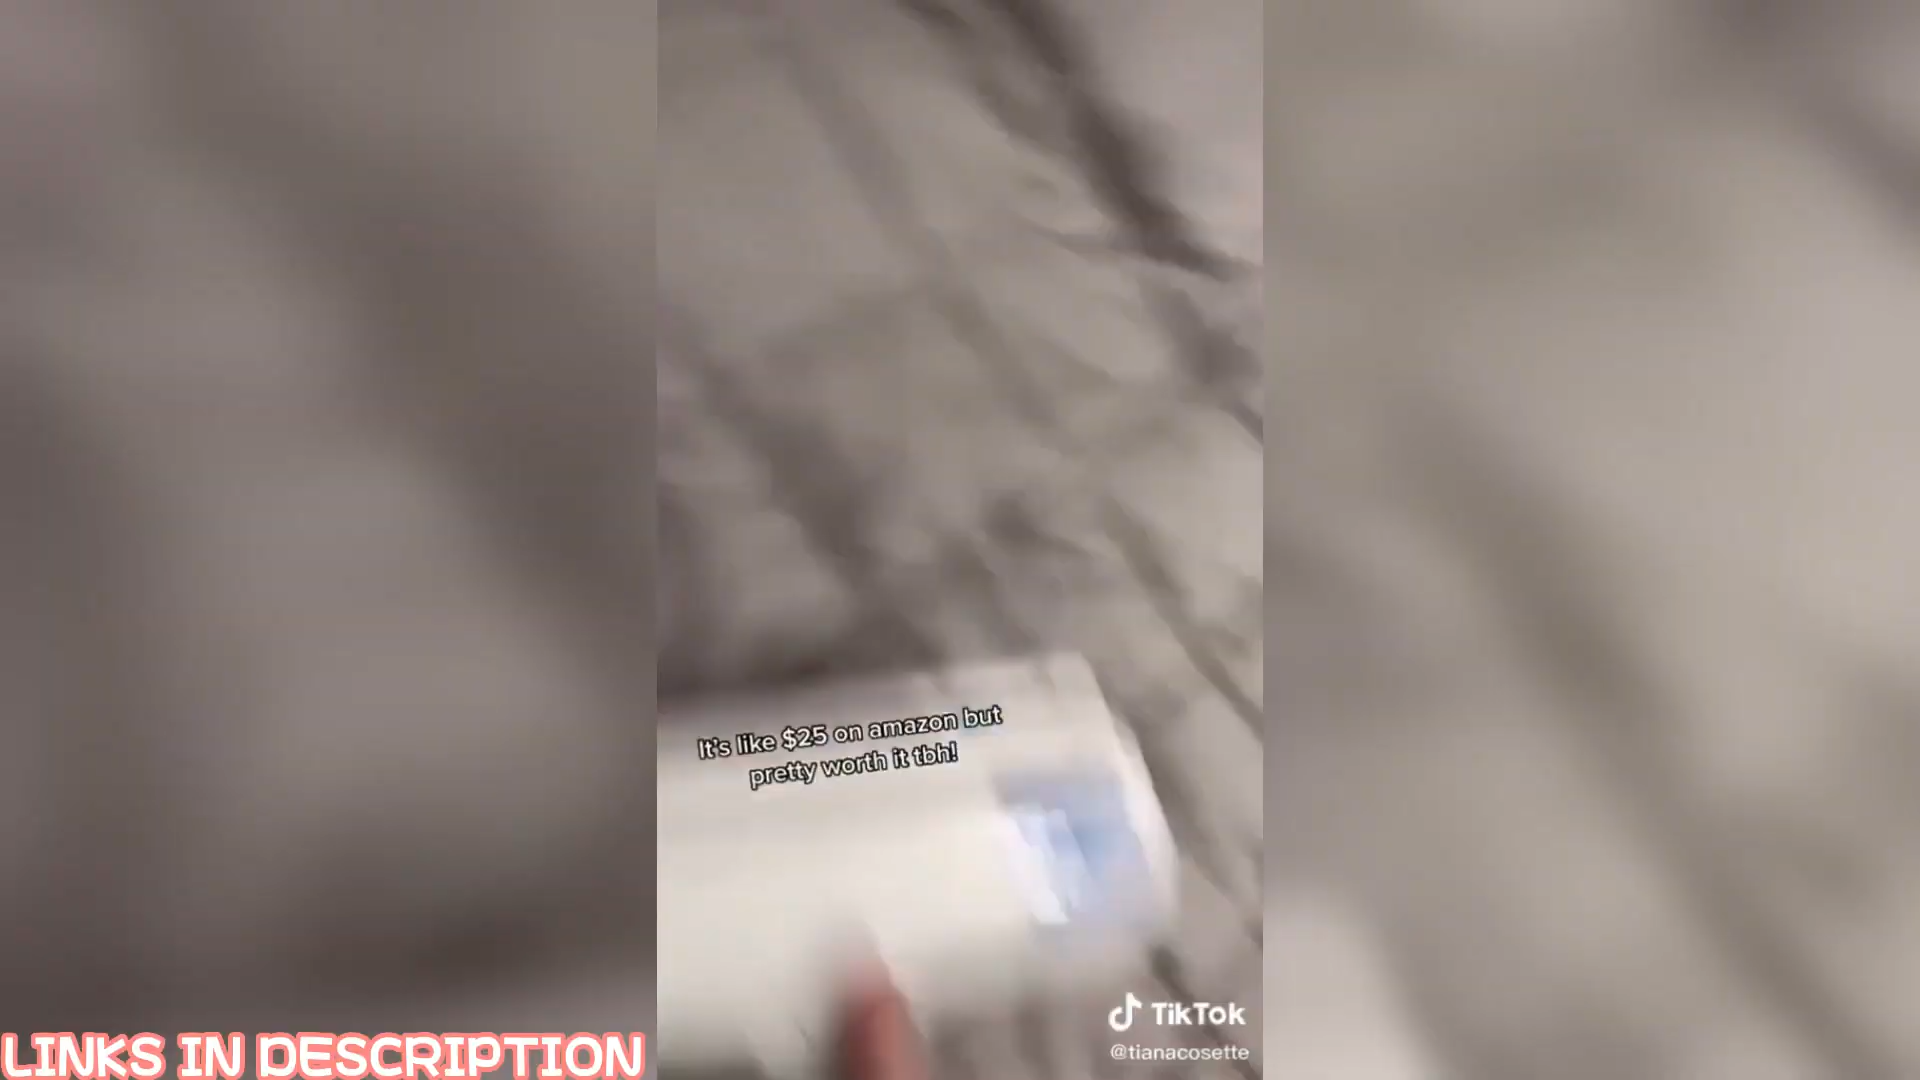 It's like $25 on amazon but
pretty worth it tbh!
TikTok
@tianacosette
LINKS IN DESCRIPTION